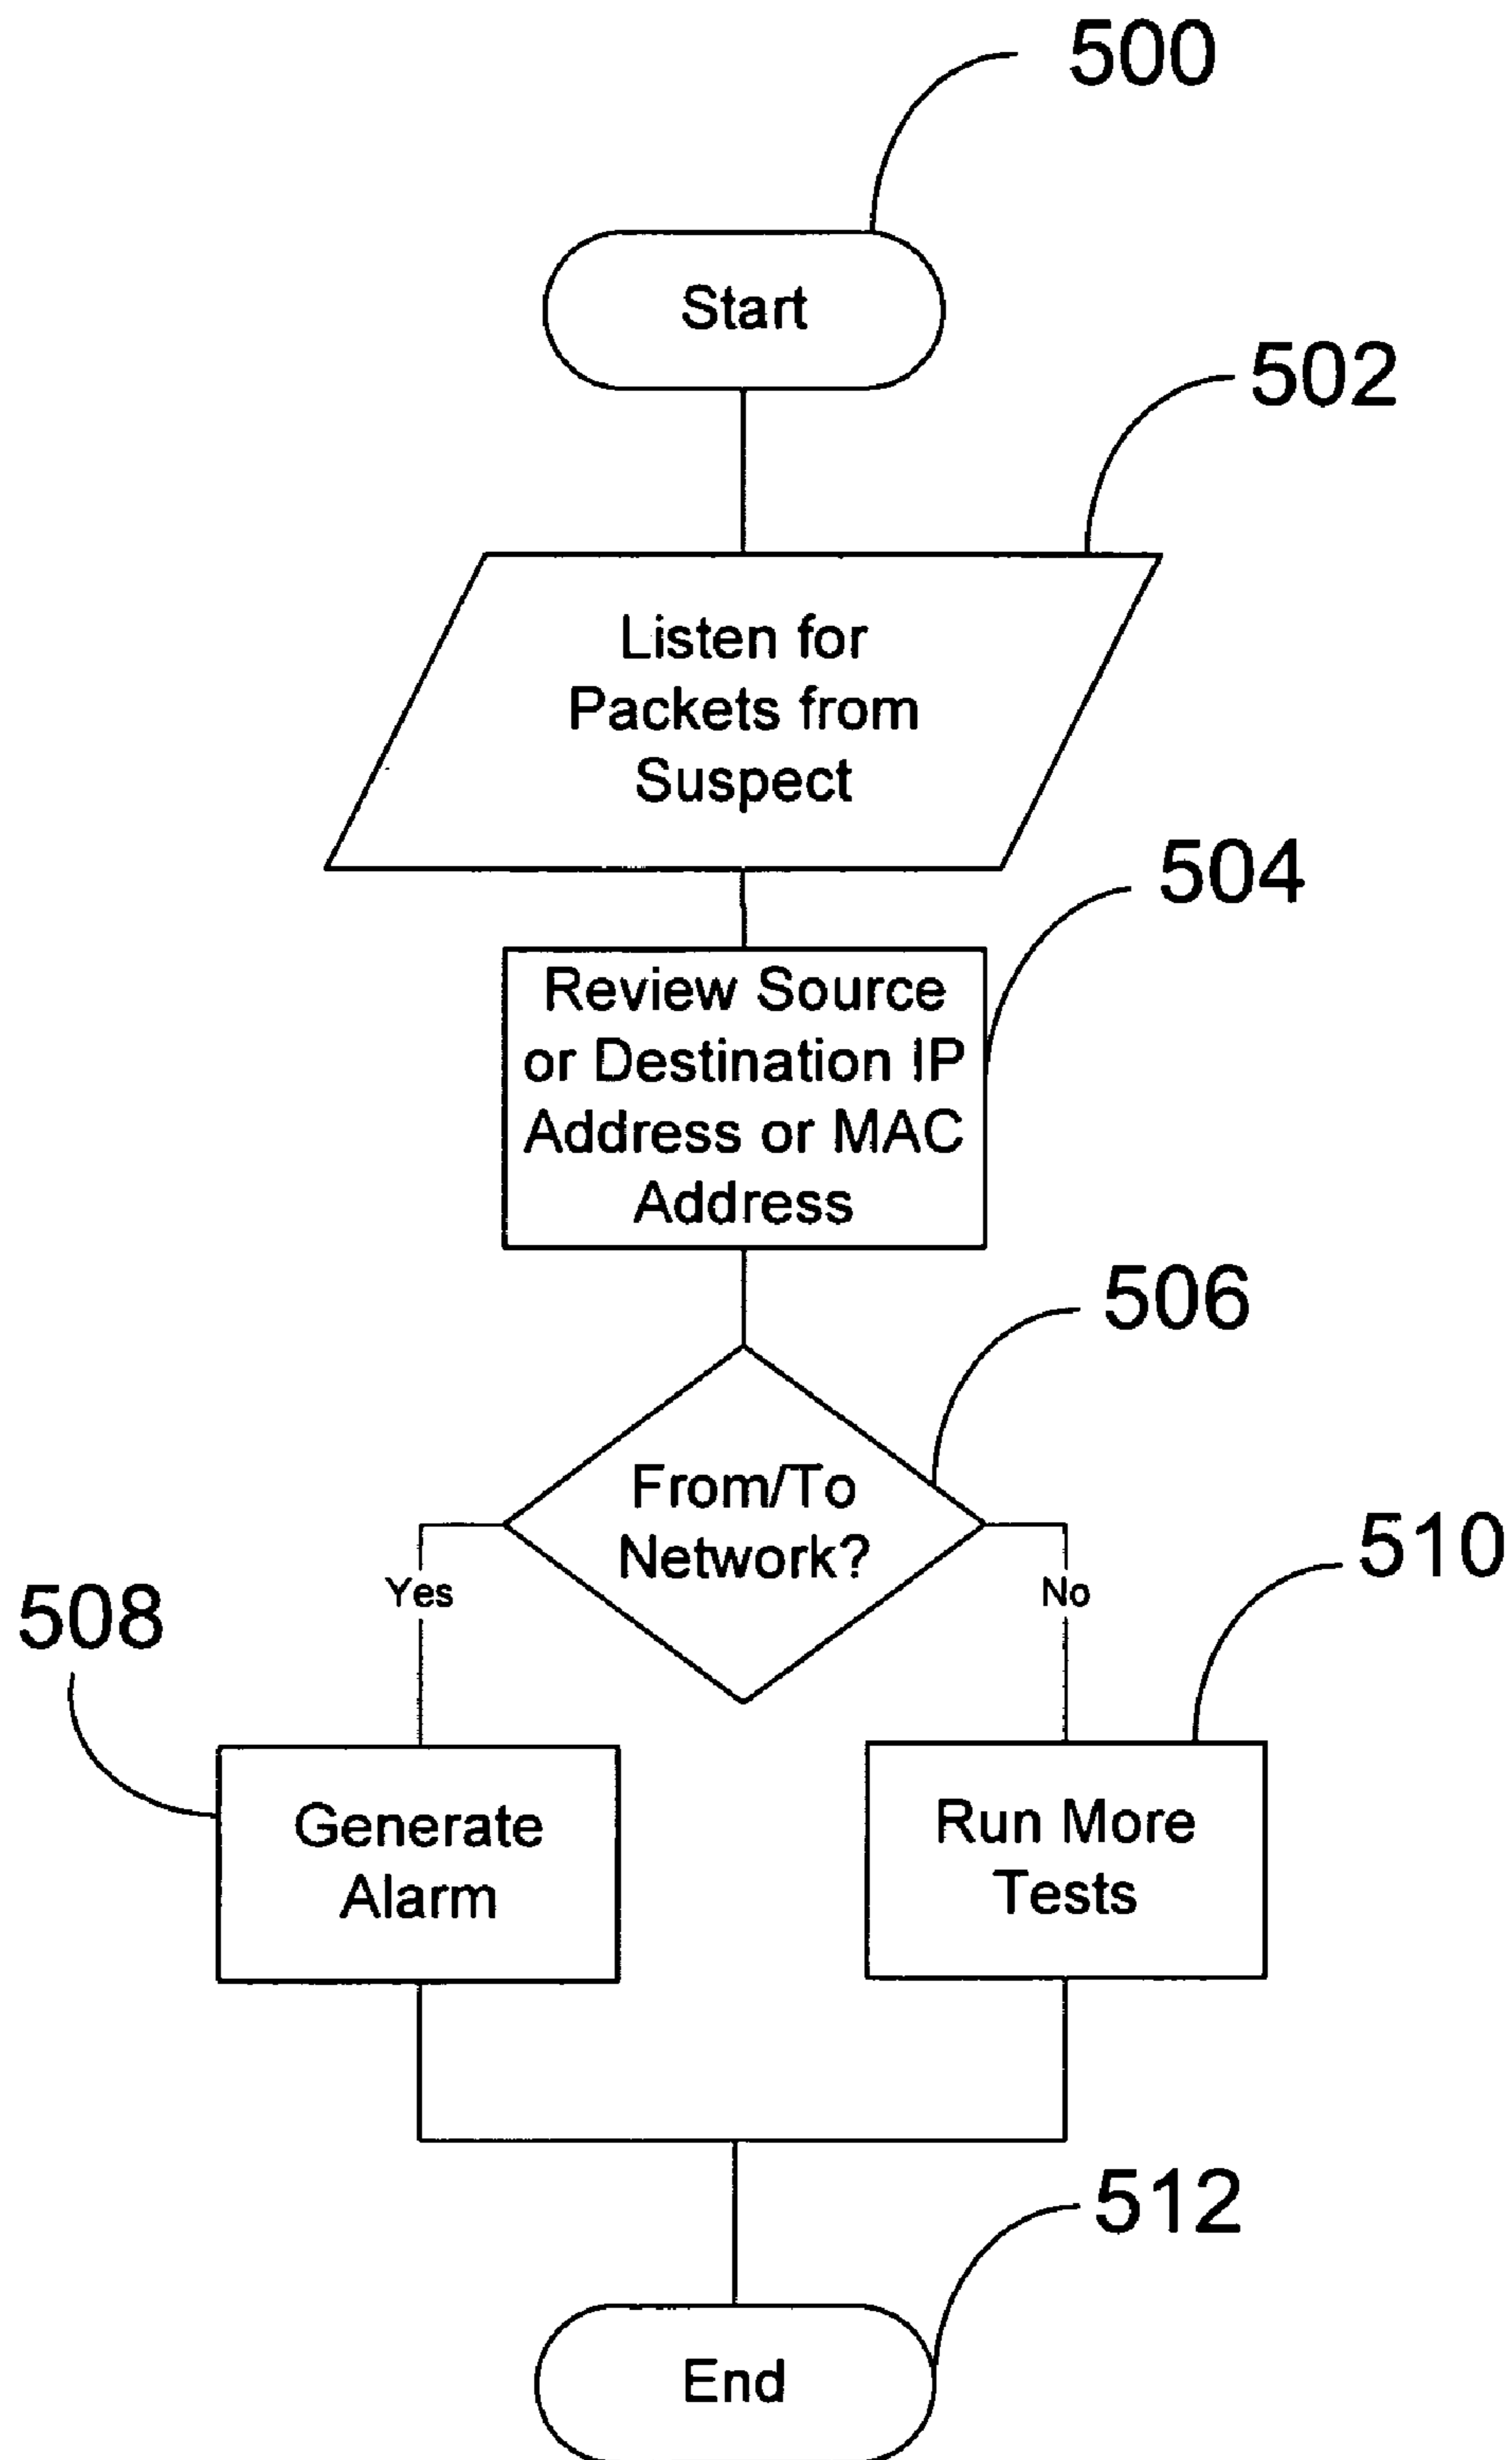 500
Start
502
Listen for
Packets from
Suspect
504
Review Source
or Destination IP
Address or MAC
Address
506
From/To
Network?
510
Yes
No
508
Generate
Alarm
Run More
Tests
512
End